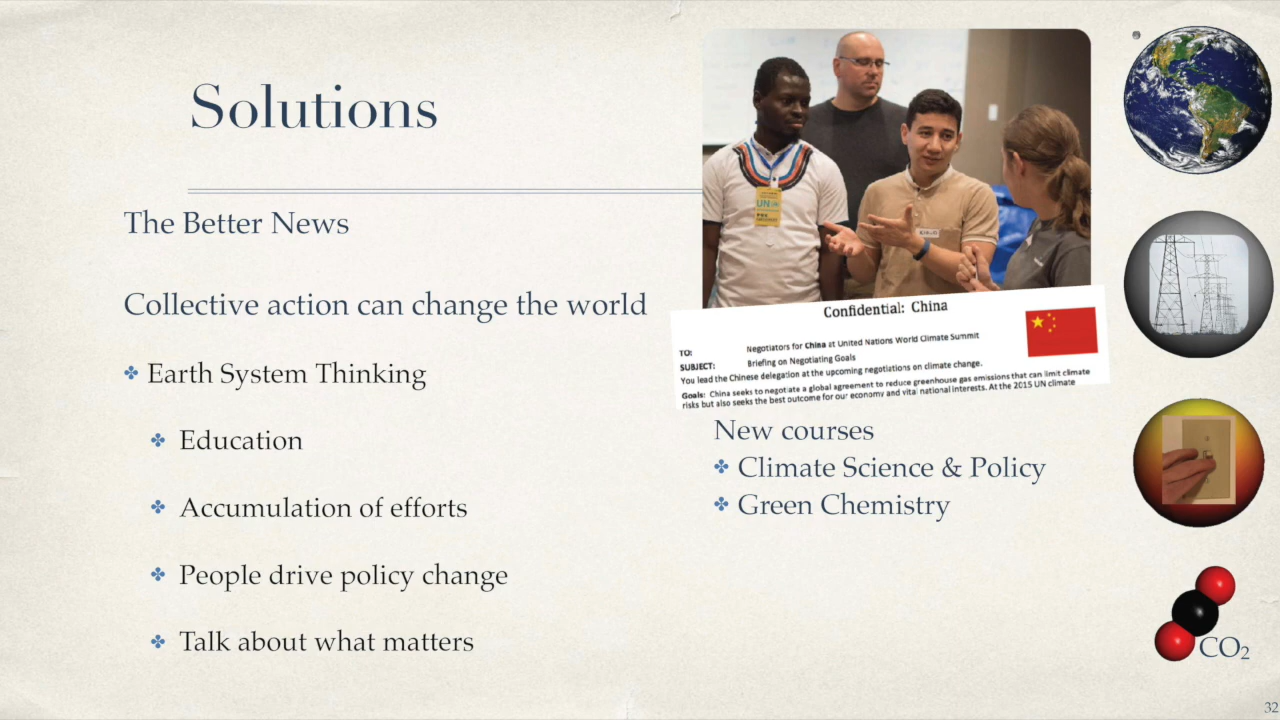 Solutions
The Better News
Collective action can change the world
Earth System Thinking
Education
Accumulation of efforts
People drive policy change
Talk about what matters
UN
Confidential: China
TO: Negotiators for China at United Nations World Climate Summit
SUBJECT: Briefing on Negotiating Goals
You lead the Chinese delegation at the upcoming negotiations on climate change.
Goals: China seeks to negotiate a global agreement to reduce greenhouse gas emissions that can limit climate
risks but also seeks the best outcome for our economy and vital national interests. At the 2015 UN climate
New courses
Climate Science & Policy
Green Chemistry
CO₂
32